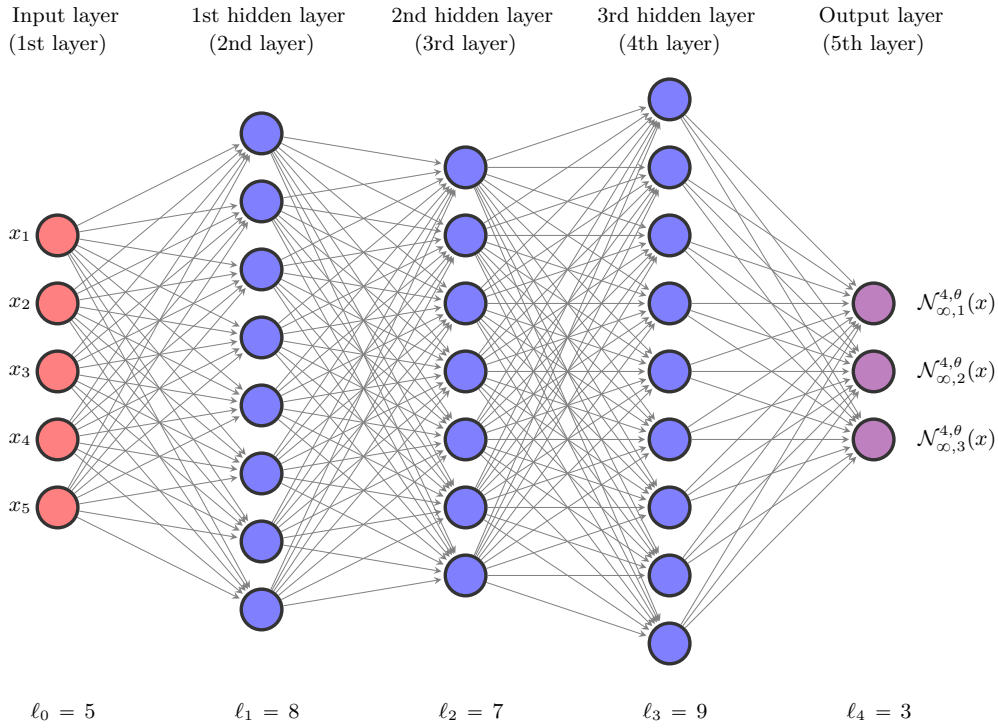 Input layer
(1st layer)
1st hidden layer
(2nd layer)
2nd hidden layer
(3rd layer)
3rd hidden layer
(4th layer)
Output layer
(5th layer)
x₁
x₂
x₃
x₄
x₅
𝒩^{4,θ}_{∞,1}(x)
𝒩^{4,θ}_{∞,2}(x)
𝒩^{4,θ}_{∞,3}(x)
ℓ₀ = 5
ℓ₁ = 8
ℓ₂ = 7
ℓ₃ = 9
ℓ₄ = 3